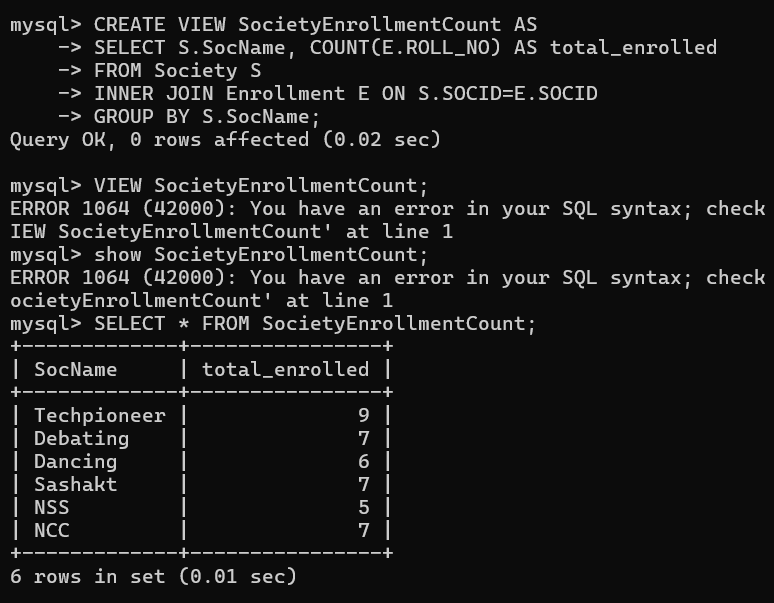 mysql> CREATE VIEW SocietyEnrollmentCount AS
    -> SELECT S.SocName, COUNT(E.ROLL_NO) AS total_enrolled
    -> FROM Society S
    -> INNER JOIN Enrollment E ON S.SOCID=E.SOCID
    -> GROUP BY S.SocName;
Query OK, 0 rows affected (0.02 sec)

mysql> VIEW SocietyEnrollmentCount;
ERROR 1064 (42000): You have an error in your SQL syntax; check
IEW SocietyEnrollmentCount' at line 1
mysql> show SocietyEnrollmentCount;
ERROR 1064 (42000): You have an error in your SQL syntax; check
ocietyEnrollmentCount' at line 1
mysql> SELECT * FROM SocietyEnrollmentCount;
+-------------+----------------+
| SocName     | total_enrolled |
+-------------+----------------+
| Techpioneer |              9 |
| Debating    |              7 |
| Dancing     |              6 |
| Sashakt     |              7 |
| NSS         |              5 |
| NCC         |              7 |
+-------------+----------------+
6 rows in set (0.01 sec)